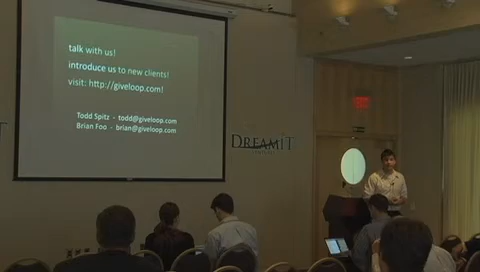 talk with us!
introduce us to new clients!
visit: http://giveloop.com!
Todd Spitz - todd@giveloop.com
Brian Foo - brian@giveloop.com
DREAMIT